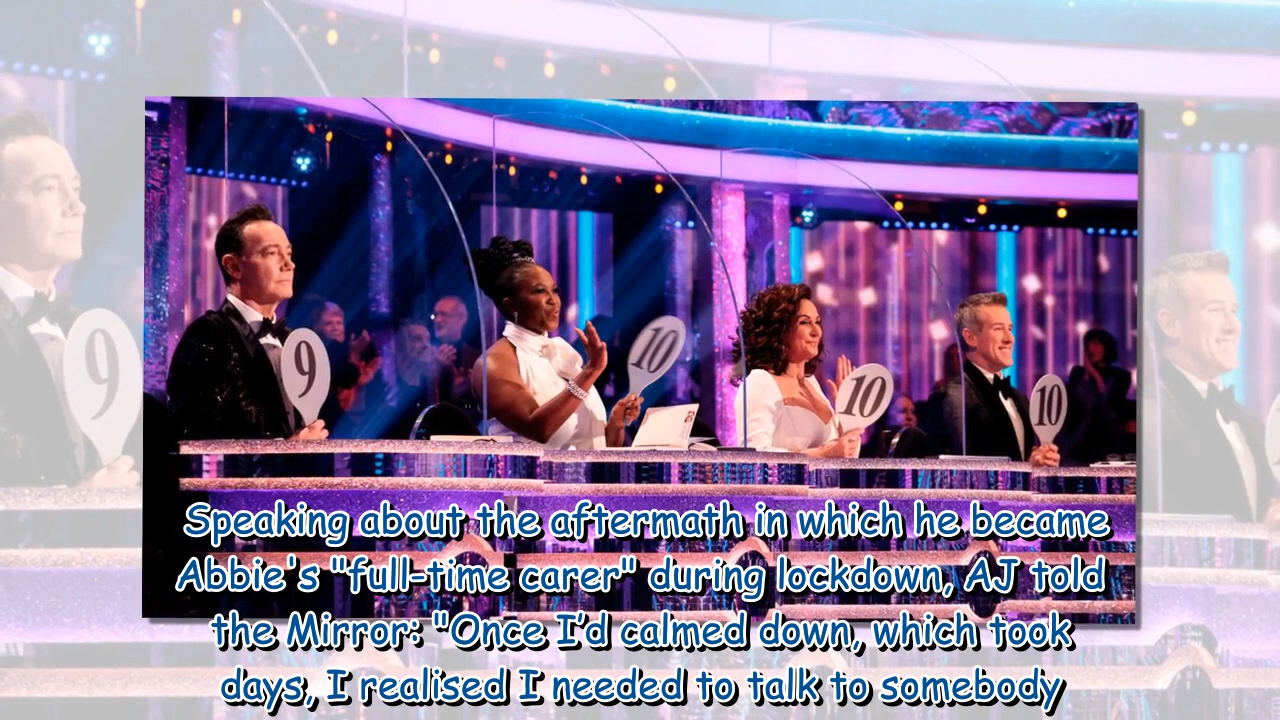 9
10
10
10
9
Speaking about the aftermath in which he became
Abbie's "full-time carer" during lockdown, AJ told
the Mirror: "Once I'd calmed down, which took
days, I realised I needed to talk to somebody